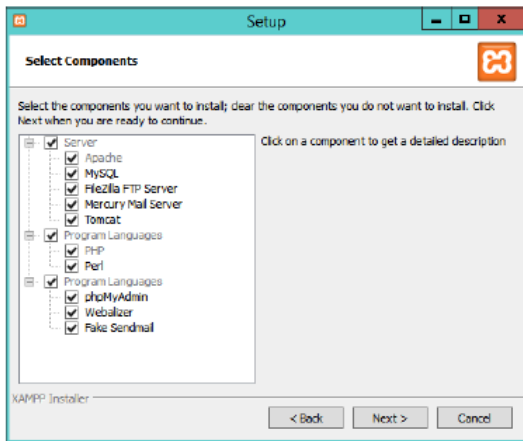 Setup
Select Components
Select the components you want to install; clear the components you do not want to install. Click
Next when you are ready to continue.
Server
Apache
MySQL
FileZilla FTP Server
Mercury Mail Server
Tomcat
Program Languages
PHP
Perl
Program Languages
phpMyAdmin
Webalizer
Fake Sendmail
Click on a component to get a detailed description
XAMPP Installer
< Back
Next >
Cancel